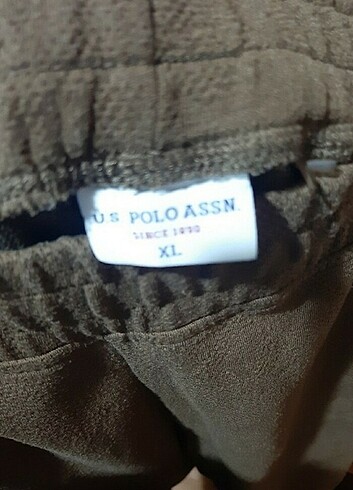 U.S POLO ASSN.
SINCE 1890
XL